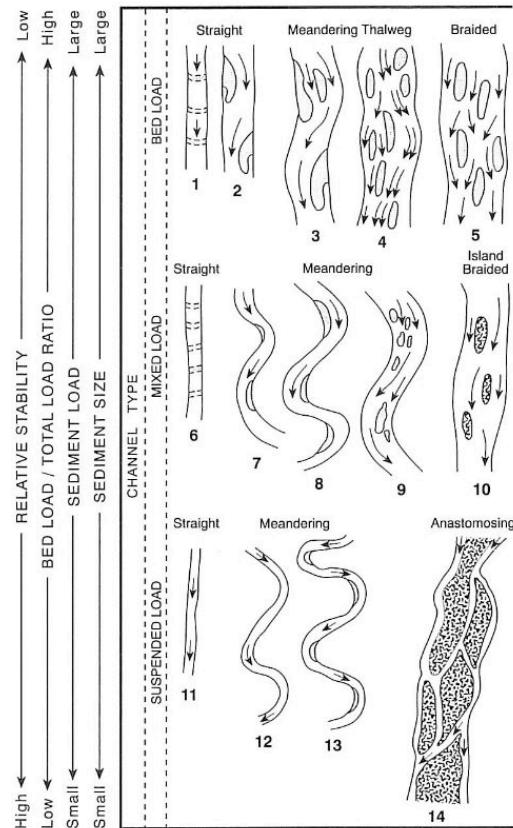 Low
High
Large
Large
RELATIVE STABILITY
BED LOAD / TOTAL LOAD RATIO
SEDIMENT LOAD
SEDIMENT SIZE
High
Low
Small
Small
CHANNEL TYPE
BED LOAD
Straight
Meandering Thalweg
Braided
1
2
3
4
5
MIXED LOAD
Straight
Meandering
Island
Braided
6
7
8
9
10
SUSPENDED LOAD
Straight
Meandering
Anastomosing
11
12
13
14